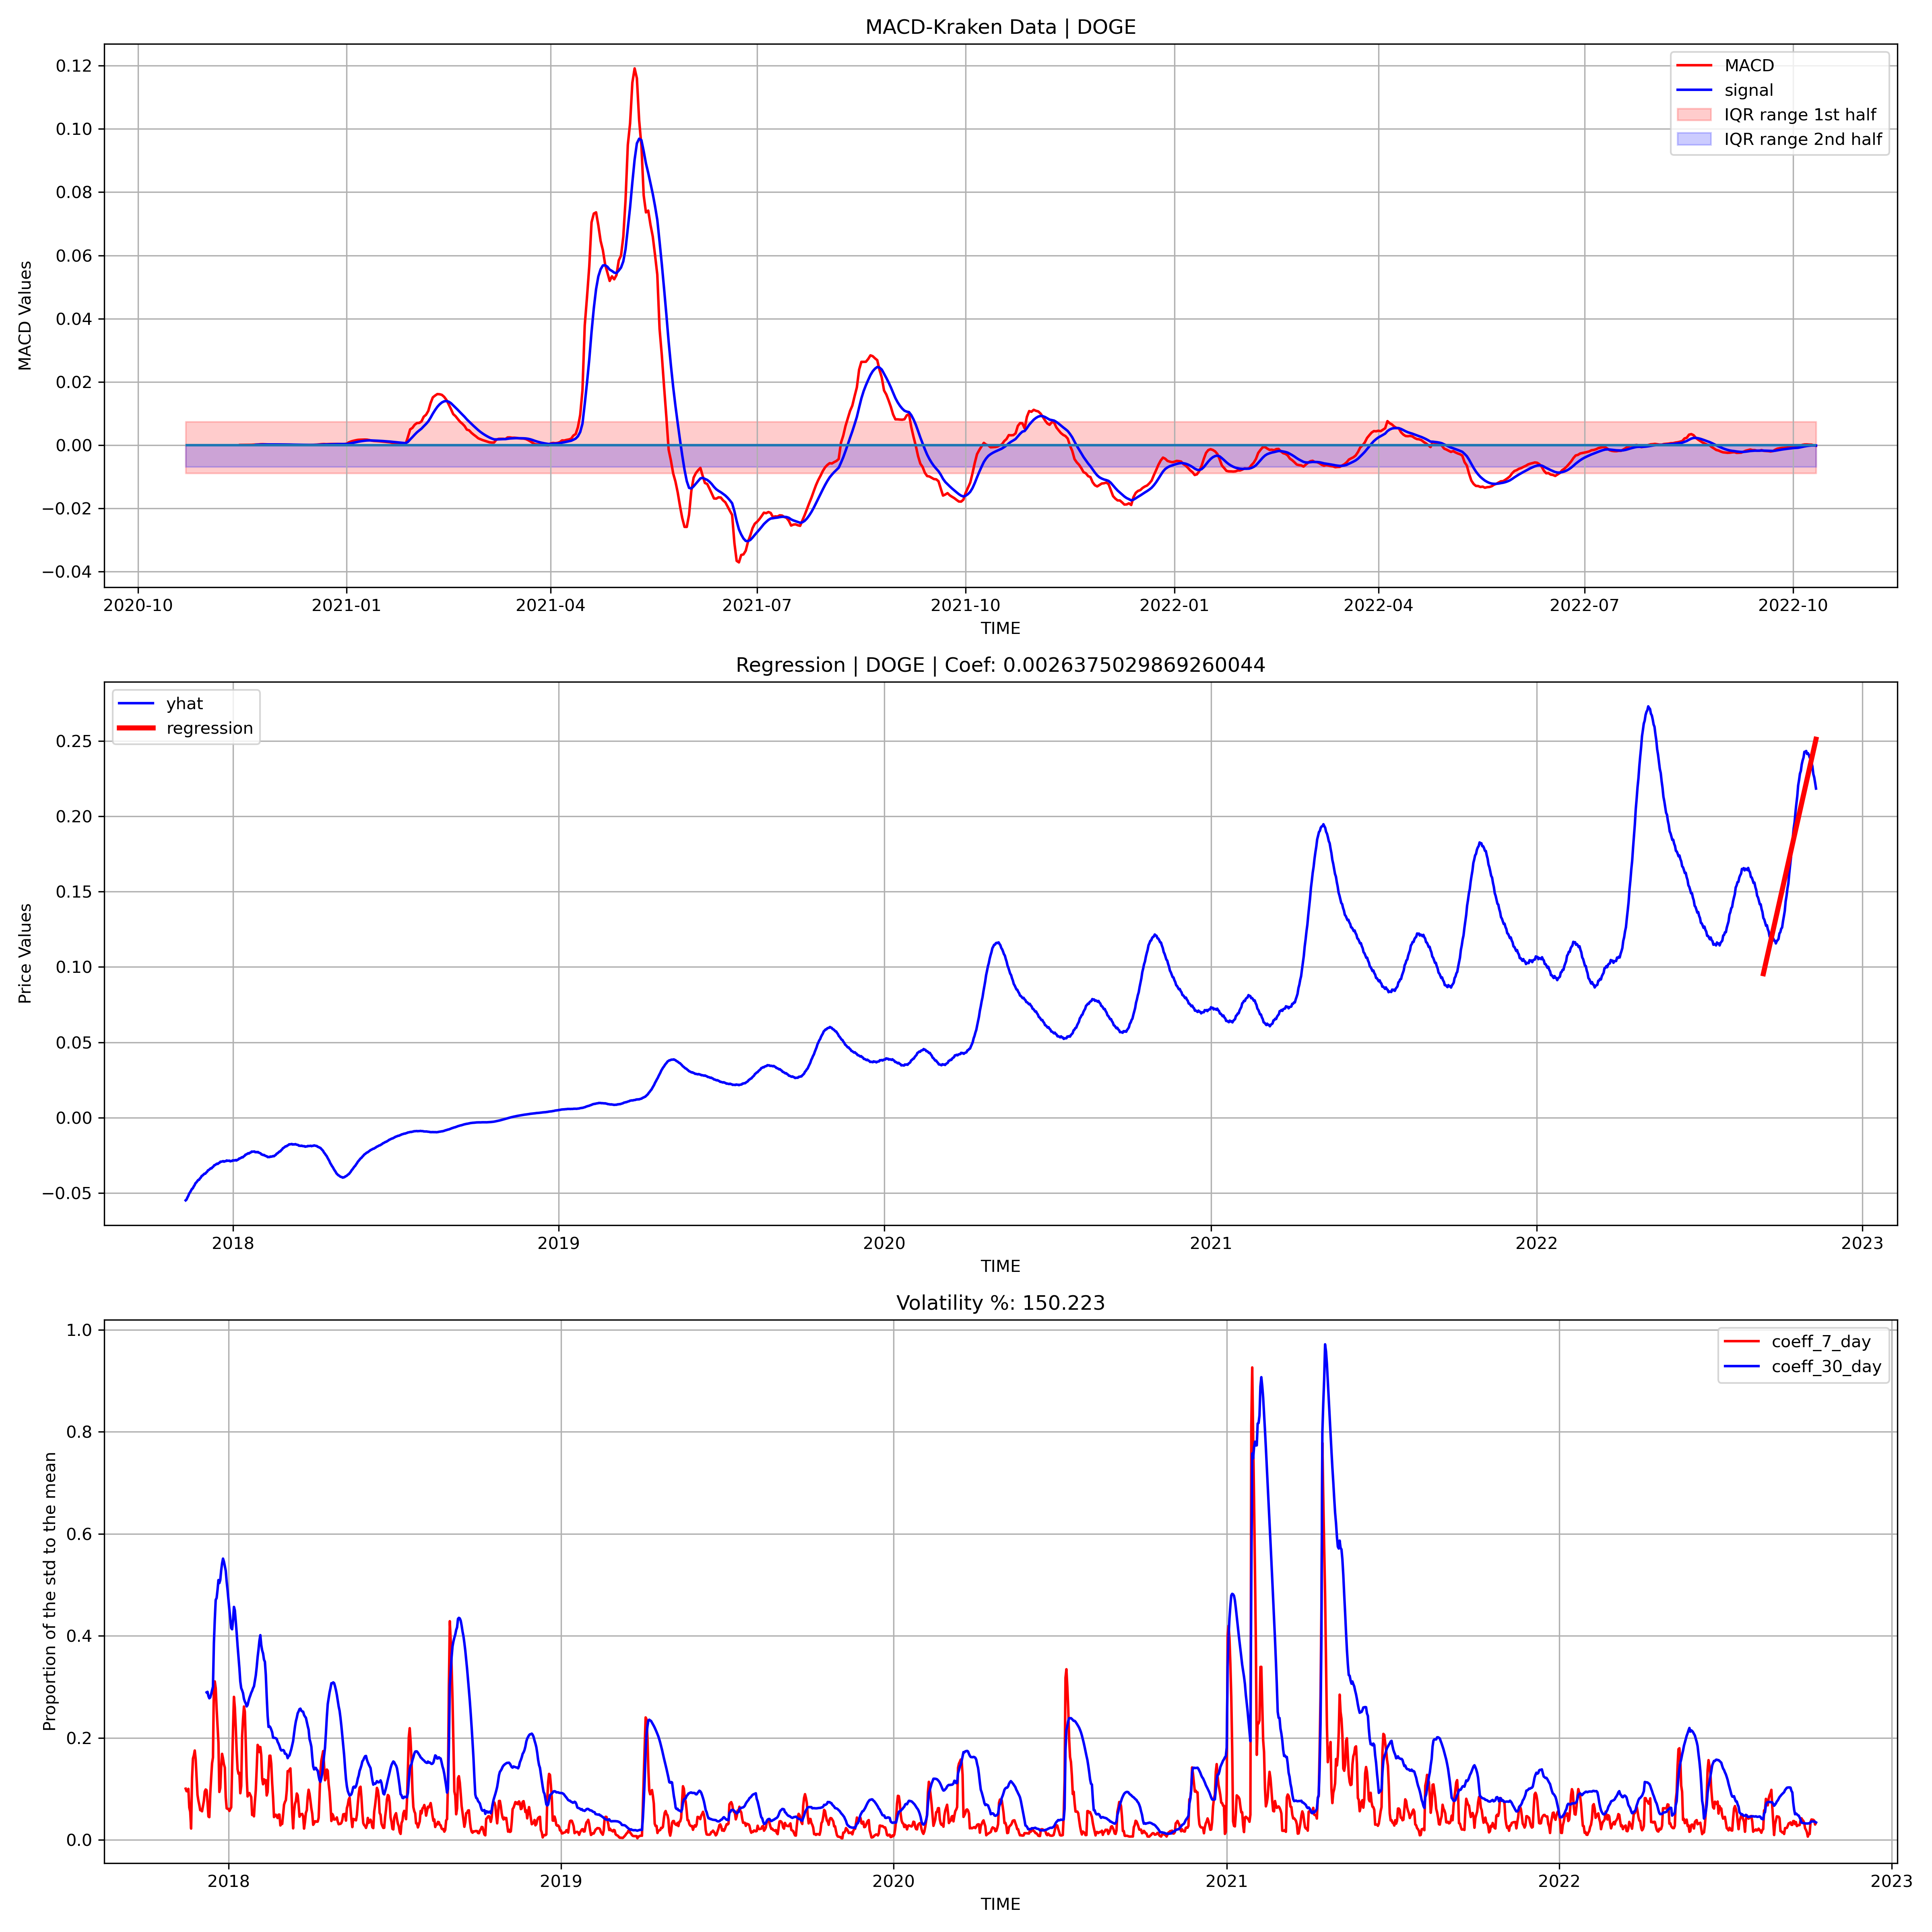 MACD-Kraken Data | DOGE
MACD
signal
IQR range 1st half
IQR range 2nd half
MACD Values
0.12
0.10
0.08
0.06
0.04
0.02
0.00
−0.02
−0.04
2020-10 2021-01 2021-04 2021-07 2021-10 2022-01 2022-04 2022-07 2022-10
TIME
Regression | DOGE | Coef: 0.0026375029869260044
yhat
regression
Price Values
0.25
0.20
0.15
0.10
0.05
0.00
−0.05
2018 2019 2020 2021 2022 2023
TIME
Volatility %: 150.223
coeff_7_day
coeff_30_day
Proportion of the std to the mean
1.0
0.8
0.6
0.4
0.2
0.0
2018 2019 2020 2021 2022 2023
TIME